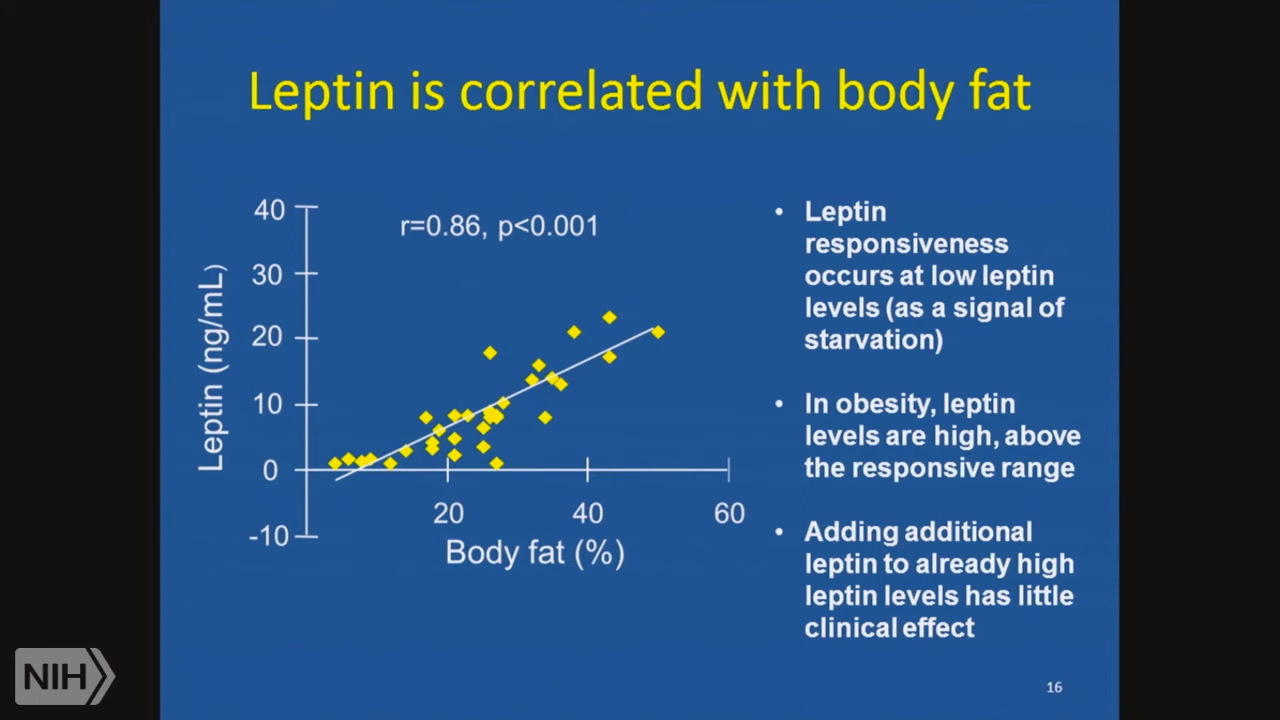 Leptin is correlated with body fat
40
30
20
10
0
-10
Leptin (ng/mL)
r=0.86, p<0.001
20
40
60
Body fat (%)
• Leptin
responsiveness
occurs at low leptin
levels (as a signal of
starvation)
• In obesity, leptin
levels are high, above
the responsive range
• Adding additional
leptin to already high
leptin levels has little
clinical effect
16
NIH